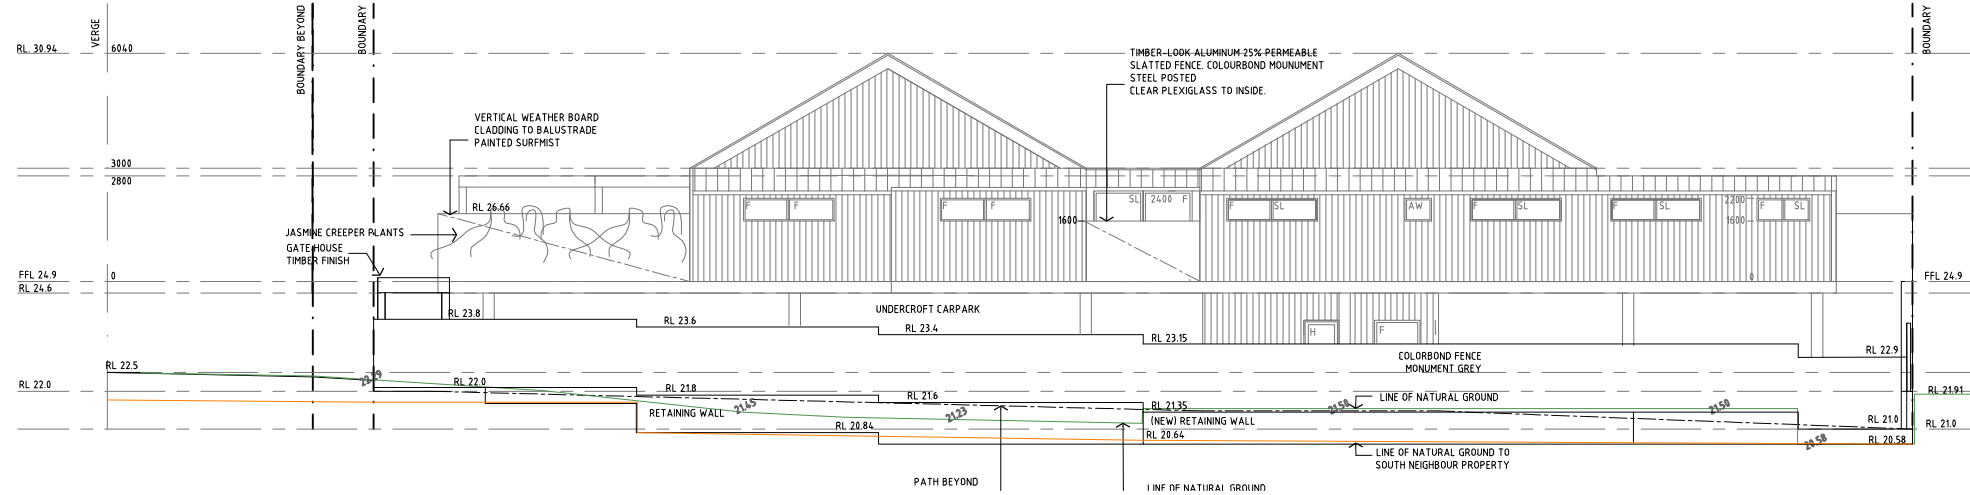 RL. 30.94
VERGE
6040
BOUNDARY BEYOND
BOUNDARY
TIMBER-LOOK ALUMINUM 25% PERMEABLE
SLATTED FENCE. COLOURBOND MOUNUMENT
STEEL POSTED
CLEAR PLEXIGLASS TO INSIDE.
BOUNDARY
VERTICAL WEATHER BOARD
CLADDING TO BALUSTRADE
PAINTED SURFMIST
3000
2800
RL 26.66
F F
F F
SL 2400 F
1600
F SL
AW
F SL
F SL
2200
1600
0
F SL
JASMINE CREEPER PLANTS
GATE HOUSE
TIMBER FINISH
FFL 24.9
0
FFL 24.9
RL 24.6
UNDERCROFT CARPARK
RL 23.8
RL 23.6
RL 23.4
RL 23.15
H
F
RL 22.9
COLORBOND FENCE
MONUMENT GREY
RL 22.5
RL 22.0
RL 22.0
RL 21.8
RL 21.6
RL 21.35
LINE OF NATURAL GROUND
RL 21.91
RETAINING WALL
21.45
21.23
21.50
21.50
(NEW) RETAINING WALL
RL 21.0
RL 21.0
RL 20.84
RL 20.64
20.58
RL 20.58
LINE OF NATURAL GROUND TO
SOUTH NEIGHBOUR PROPERTY
PATH BEYOND
LINE OF NATURAL GROUND